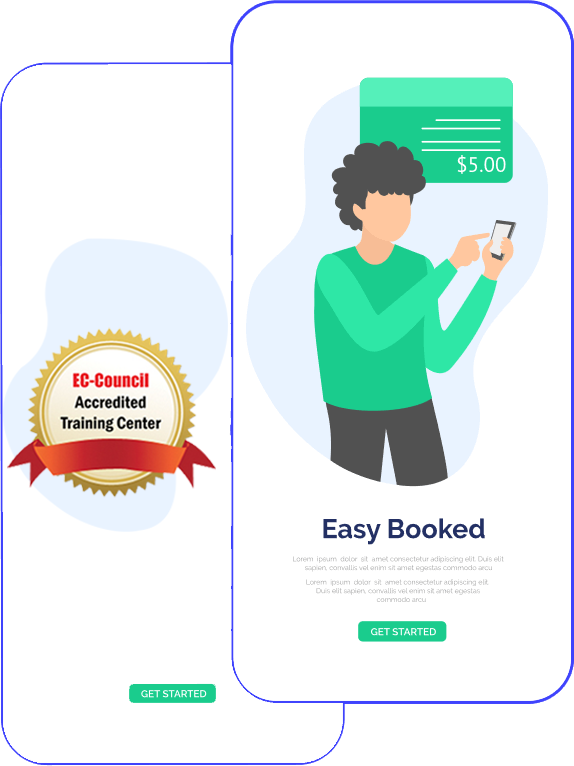 $5.00
EC-Council
Accredited
Training Center
Easy Booked
Lorem ipsum dolor sit amet consectetur adipiscing elit. Duis elit
sapien, convallis vel enim sit amet egestas commodo arcu
Lorem ipsum dolor sit amet consectetur adipiscing elit
Duis elit sapien, convallis vel enim sit amet egestas
commodo arcu.
GET STARTED
GET STARTED